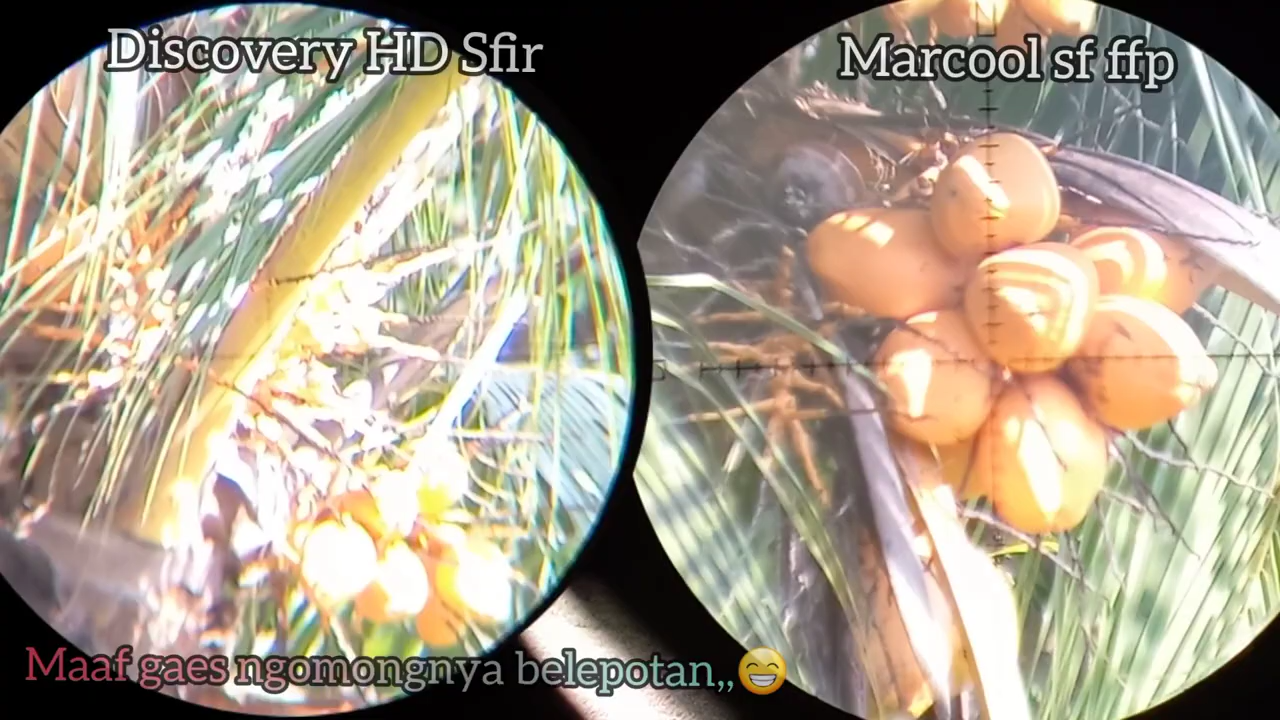 Discovery HD Sfir
Marcool sf ffp
Maaf gaes ngomongnya belepotan,,😁